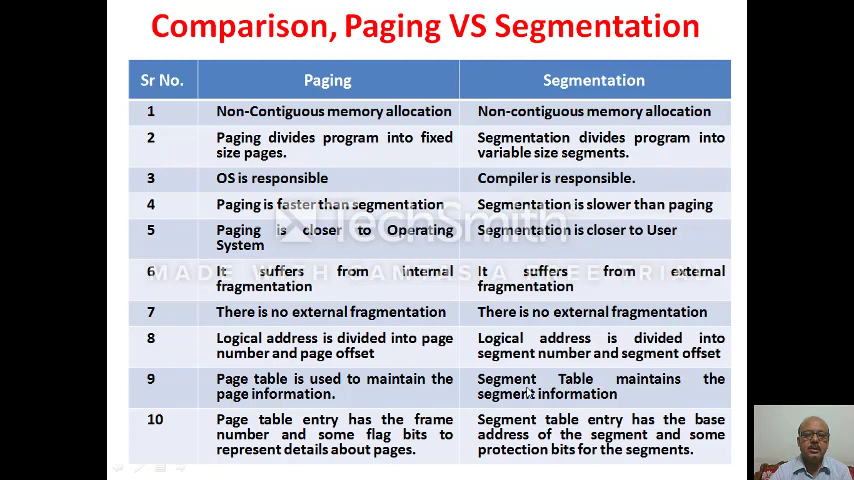 Comparison, Paging VS Segmentation
Sr No. Paging Segmentation
1 Non-Contiguous memory allocation Non-contiguous memory allocation
2 Paging divides program into fixed Segmentation divides program into
size pages. variable size segments.
3 OS is responsible Compiler is responsible.
4 Paging is faster than segmentation Segmentation is slower than paging
5 Paging is closer to Operating Segmentation is closer to User
System
6 It suffers from internal It suffers from external
fragmentation fragmentation
7 There is no external fragmentation There is no external fragmentation
8 Logical address is divided into page Logical address is divided into
number and page offset segment number and segment offset
9 Page table is used to maintain the Segment Table maintains the
page information. segment information
10 Page table entry has the frame Segment table entry has the base
number and some flag bits to address of the segment and some
represent details about pages. protection bits for the segments.
TechSmith
MADE WITH CAMTASIA FREE TRIAL